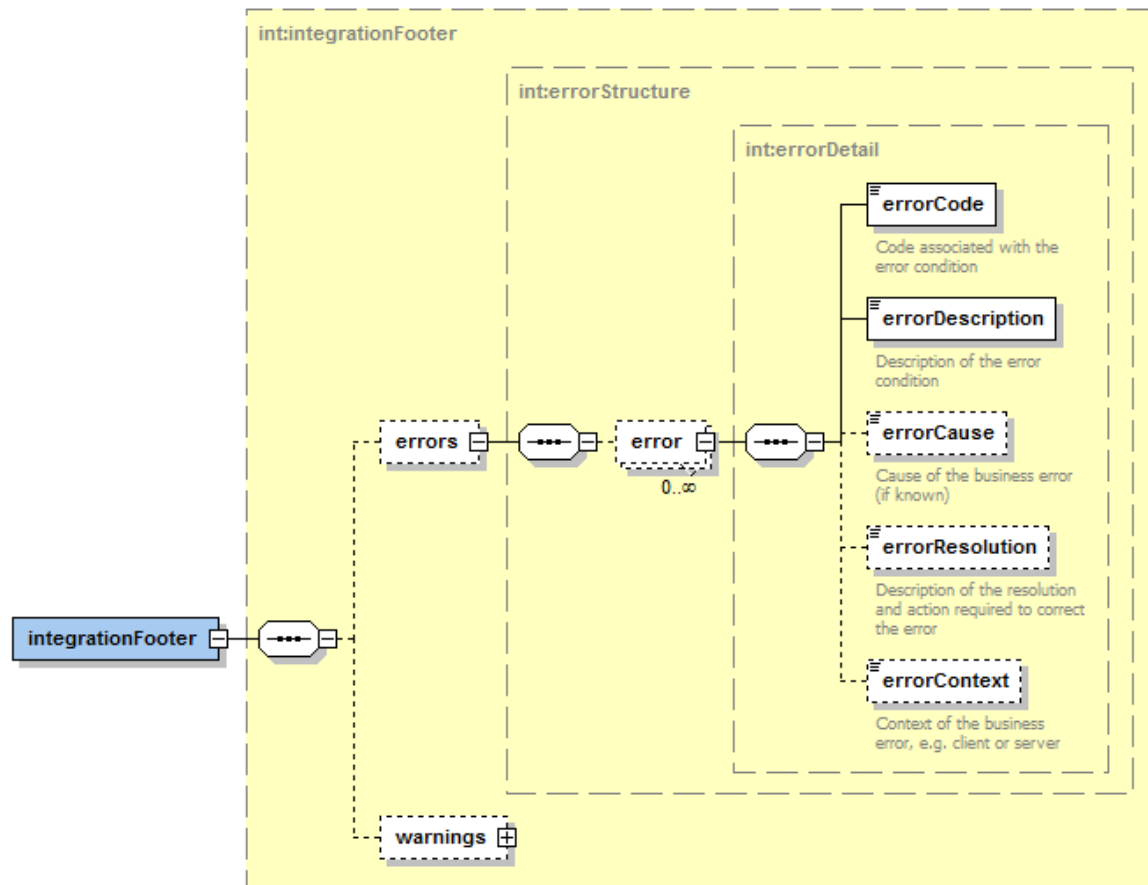 int:integrationFooter
int:errorStructure
int:errorDetail
errorCode
Code associated with the
error condition
errorDescription
Description of the error
condition
errorCause
Cause of the business error
(if known)
errors
error
0..∞
errorResolution
Description of the resolution
and action required to correct
the error
integrationFooter
errorContext
Context of the business
error, e.g. client or server
warnings